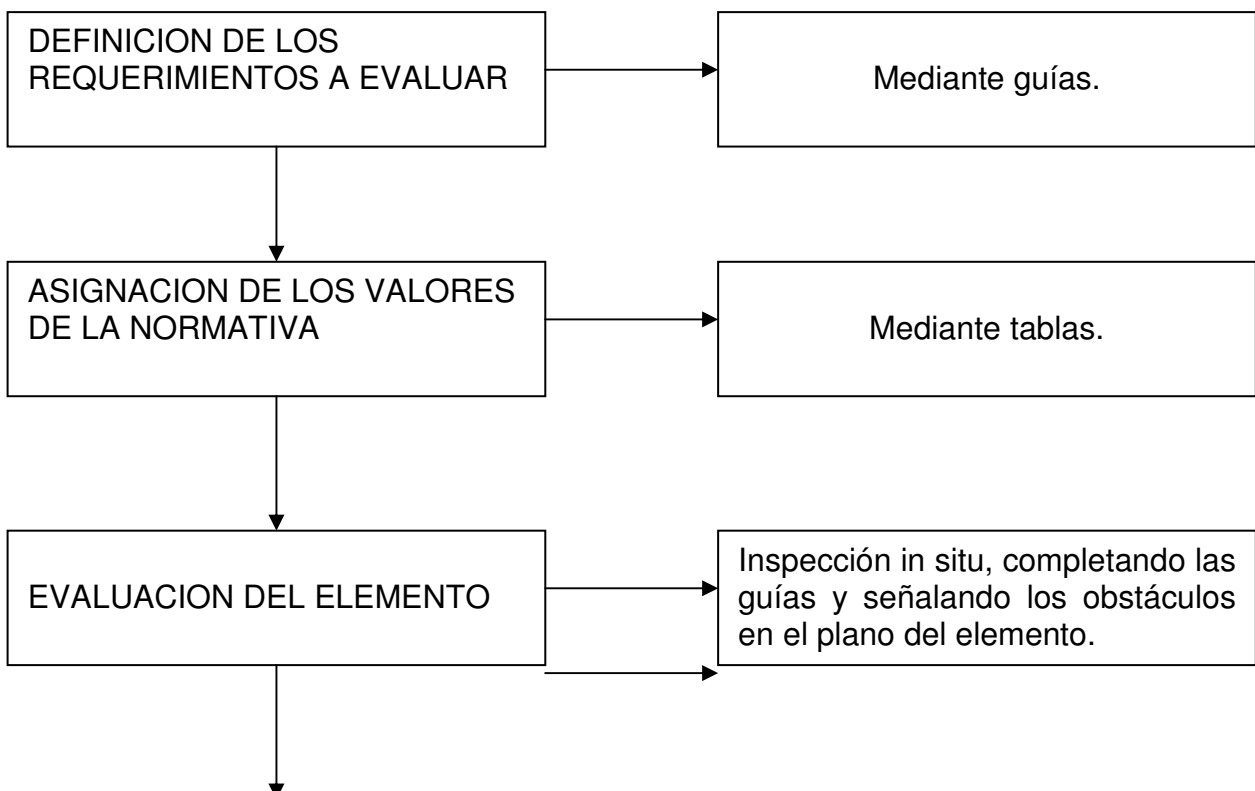 DEFINICION DE LOS
REQUERIMIENTOS A EVALUAR
Mediante guías.
ASIGNACION DE LOS VALORES
DE LA NORMATIVA
Mediante tablas.
EVALUACION DEL ELEMENTO
Inspección in situ, completando las
guías y señalando los obstáculos
en el plano del elemento.